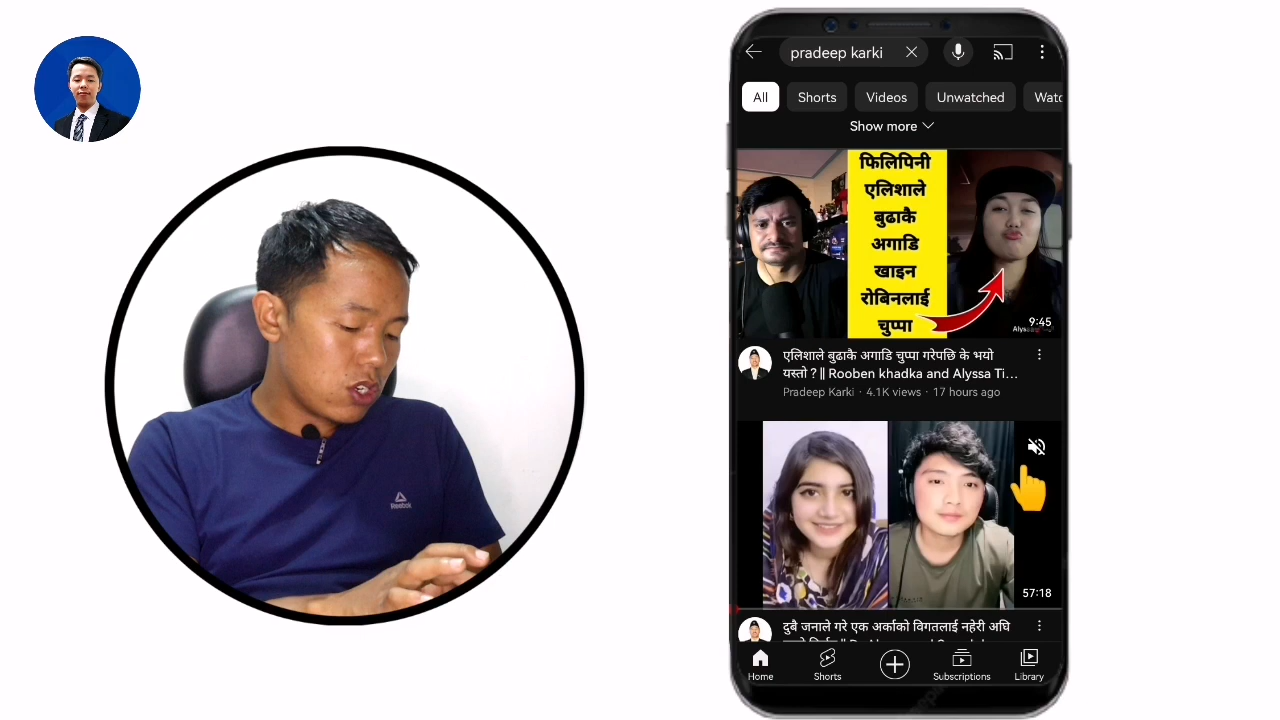 pradeep karki
All
Shorts
Videos
Unwatched
Watc
Show more
फिलिपिनी
एलिशाले
बुढाकै
अगाडि
खाइन
रोबिनलाई
चुप्पा
9:45
एलिशाले बुढाकै अगाडि चुप्पा गरेपछि के भयो
यस्तो ? || Rooben khadka and Alyssa Ti...
Pradeep Karki · 4.1K views · 17 hours ago
57:18
दुबै जनाले गरे एक अर्काको विगतलाई नहेरी अघि
Home
Shorts
Subscriptions
Library
Reebok